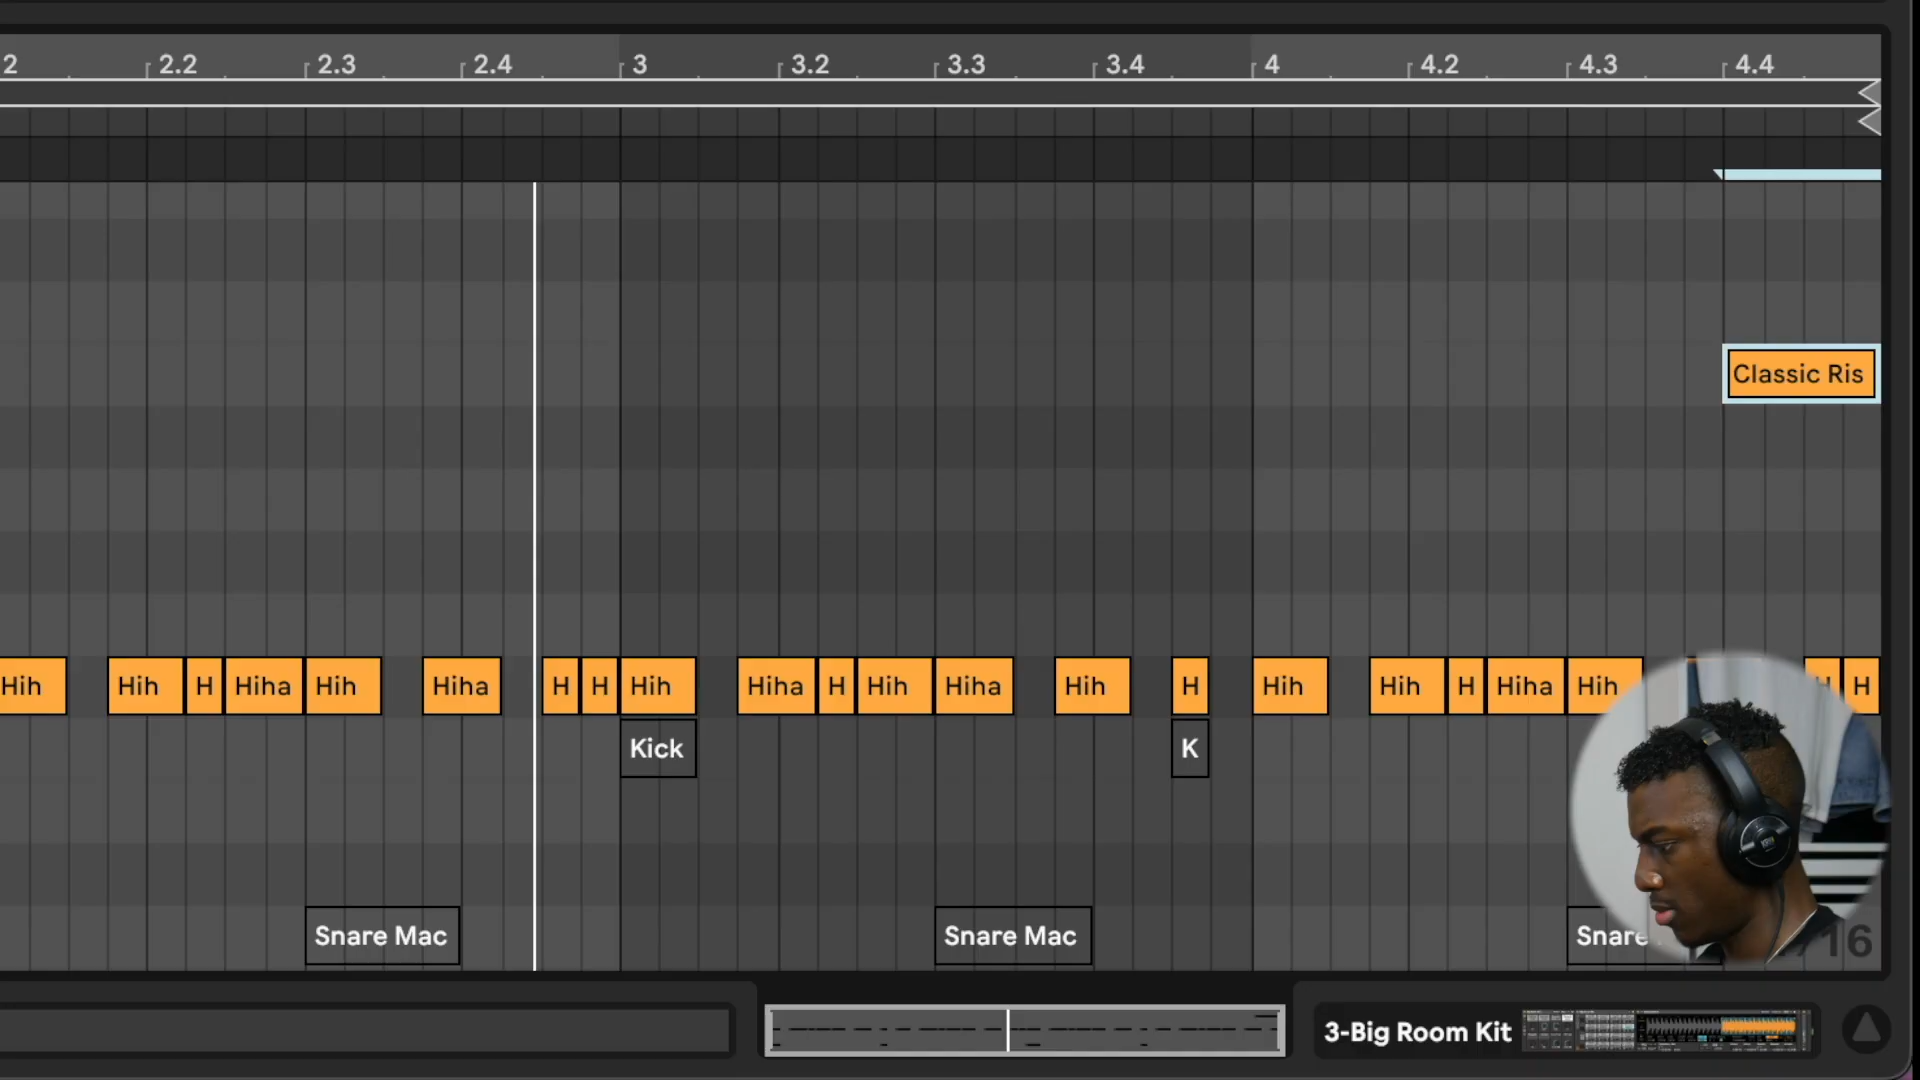 2 2.2 2.3 2.4 3 3.2 3.3 3.4 4 4.2 4.3 4.4
Classic Ris
Hih Hih H Hiha Hih Hiha H H Hih Hiha H Hih Hiha Hih H Hih Hih H Hiha Hih H H
Kick K
Snare Mac Snare Mac Snare
16
3-Big Room Kit